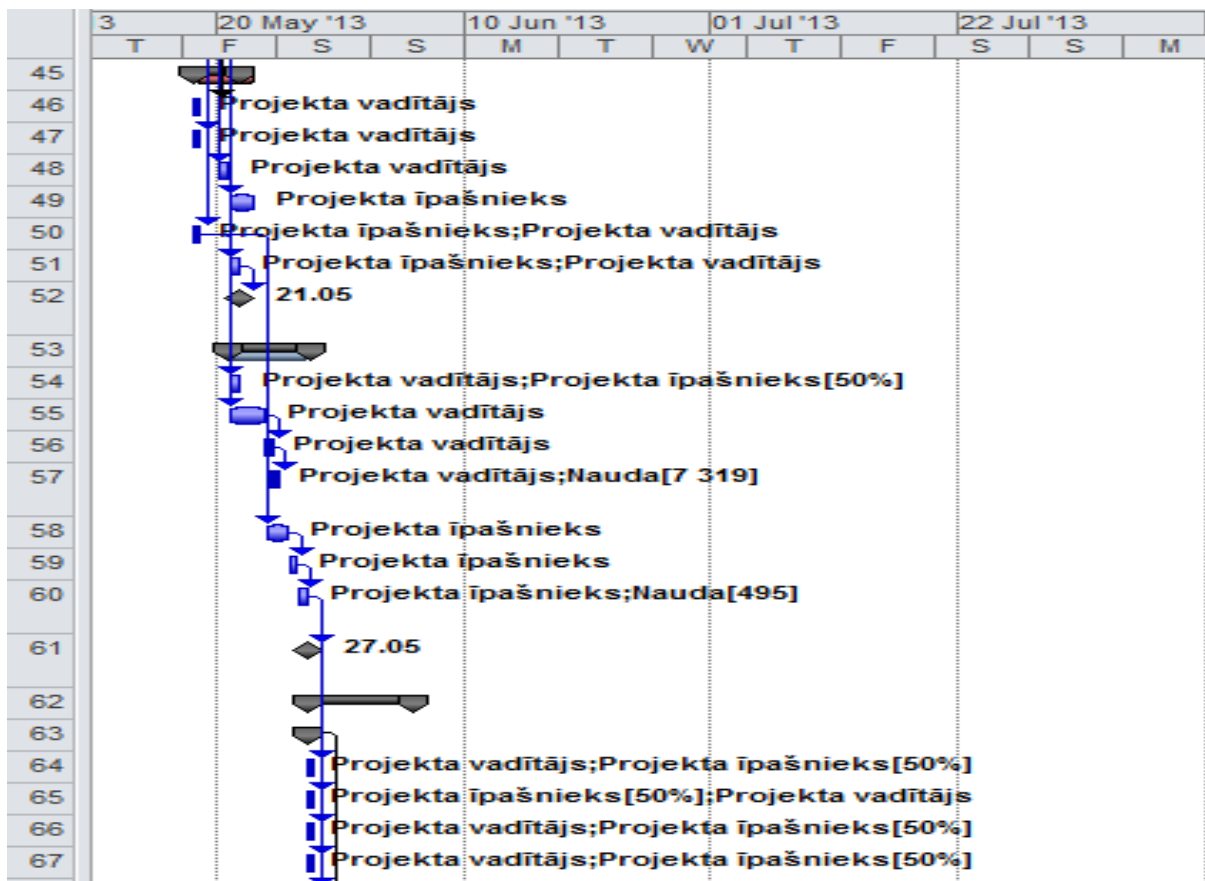 3 20 May '13 10 Jun '13 01 Jul '13 22 Jul '13
T F S S M T W T F S S M
45
46 Projekta vadītājs
47 Projekta vadītājs
48 Projekta vadītājs
49 Projekta īpašnieks
50 Projekta īpašnieks;Projekta vadītājs
51 Projekta īpašnieks;Projekta vadītājs
52 21.05
53
54 Projekta vadītājs;Projekta īpašnieks[50%]
55 Projekta vadītājs
56 Projekta vadītājs
57 Projekta vadītājs;Nauda[7 319]
58 Projekta īpašnieks
59 Projekta īpašnieks
60 Projekta īpašnieks;Nauda[495]
61 27.05
62
63
64 Projekta vadītājs;Projekta īpašnieks[50%]
65 Projekta īpašnieks[50%];Projekta vadītājs
66 Projekta vadītājs;Projekta īpašnieks[50%]
67 Projekta vadītājs;Projekta īpašnieks[50%]